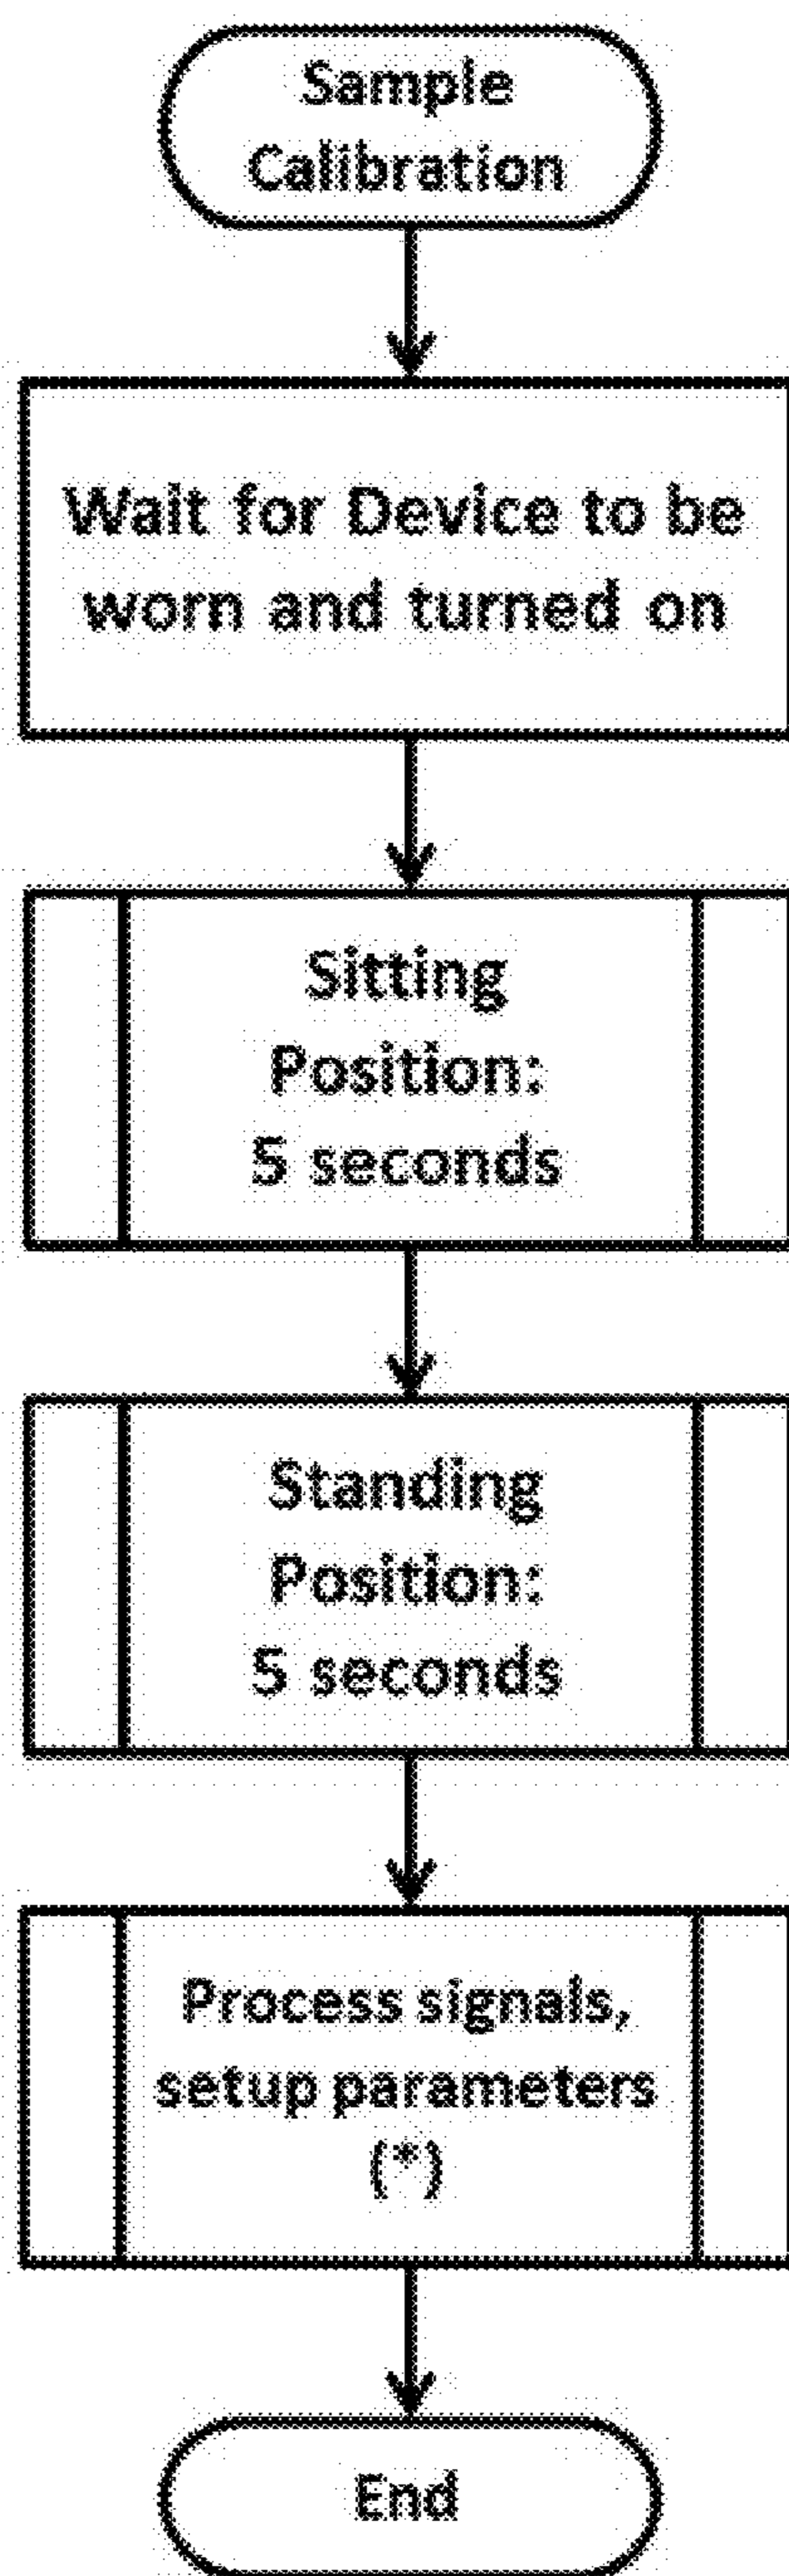 Sample
Calibration
Wait for Device to be
worn and turned on
Sitting
Position:
5 seconds
Standing
Position:
5 seconds
Process signals,
setup parameters
(*)
End